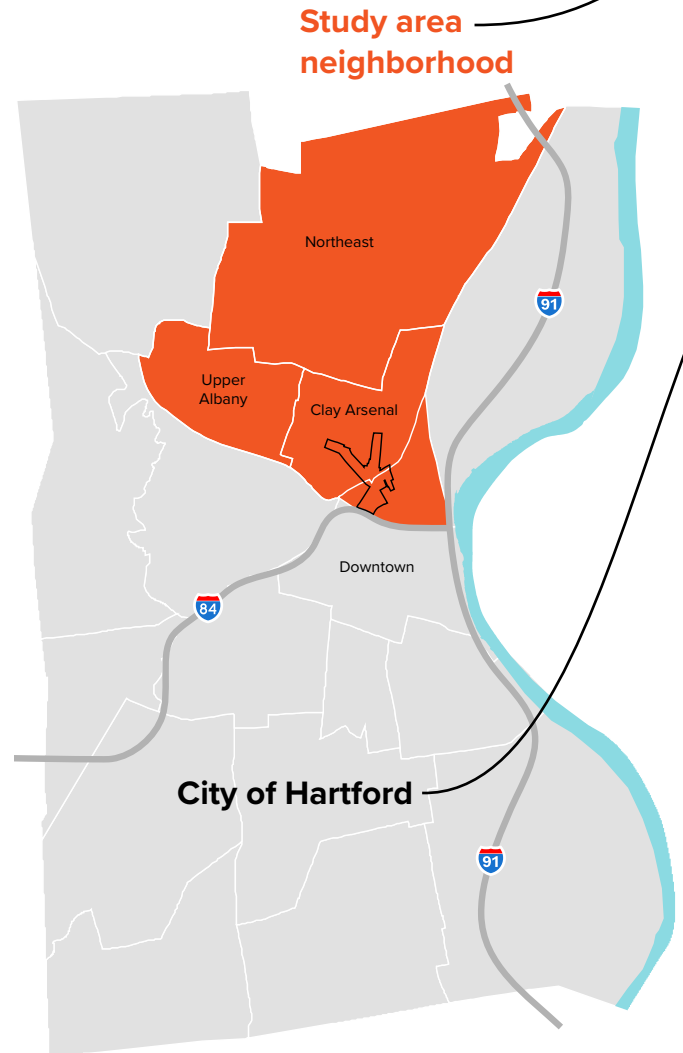 Study area
neighborhood
Northeast
91
Upper
Albany
Clay Arsenal
Downtown
84
City of Hartford
91